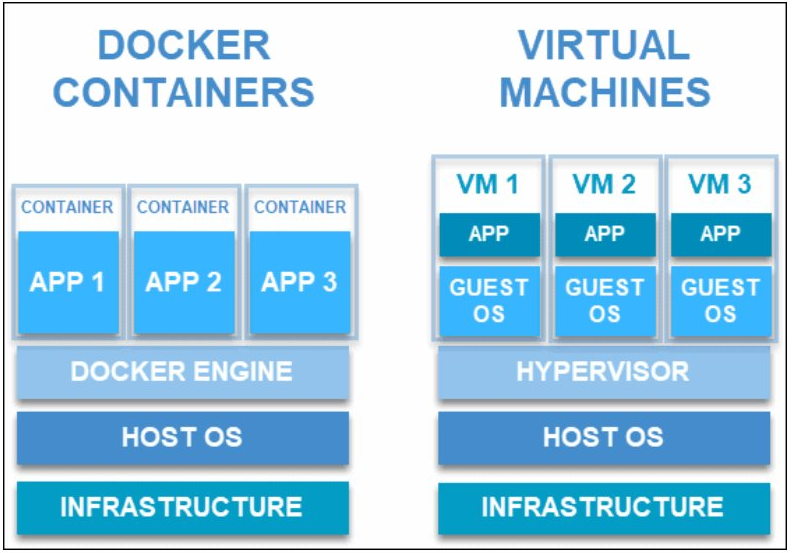 DOCKER
CONTAINERS
CONTAINER
APP 1
CONTAINER
APP 2
CONTAINER
APP 3
DOCKER ENGINE
HOST OS
INFRASTRUCTURE
VIRTUAL
MACHINES
VM 1
APP
GUEST
OS
VM 2
APP
GUEST
OS
VM 3
APP
GUEST
OS
HYPERVISOR
HOST OS
INFRASTRUCTURE